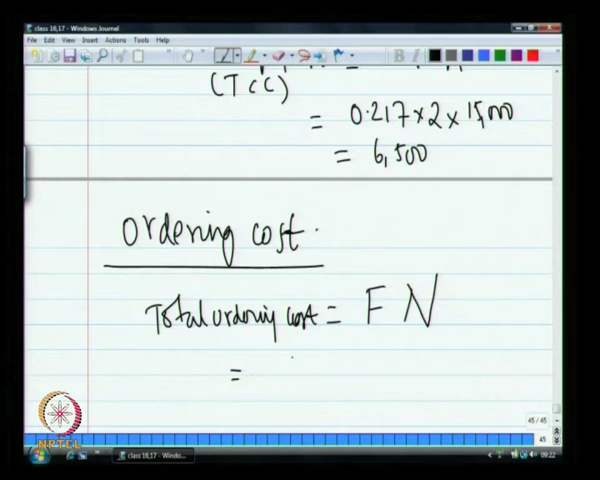 class 16,17 - Windows Journal
File Edit View Insert Actions Tools Help
(TCC)
= 0.217 × 2 × 15,000
= 6,500
Ordering cost.
Total ordering cost = F N
=
45 / 45
45
NPTEL
class 16,17 - Windo...
09:22